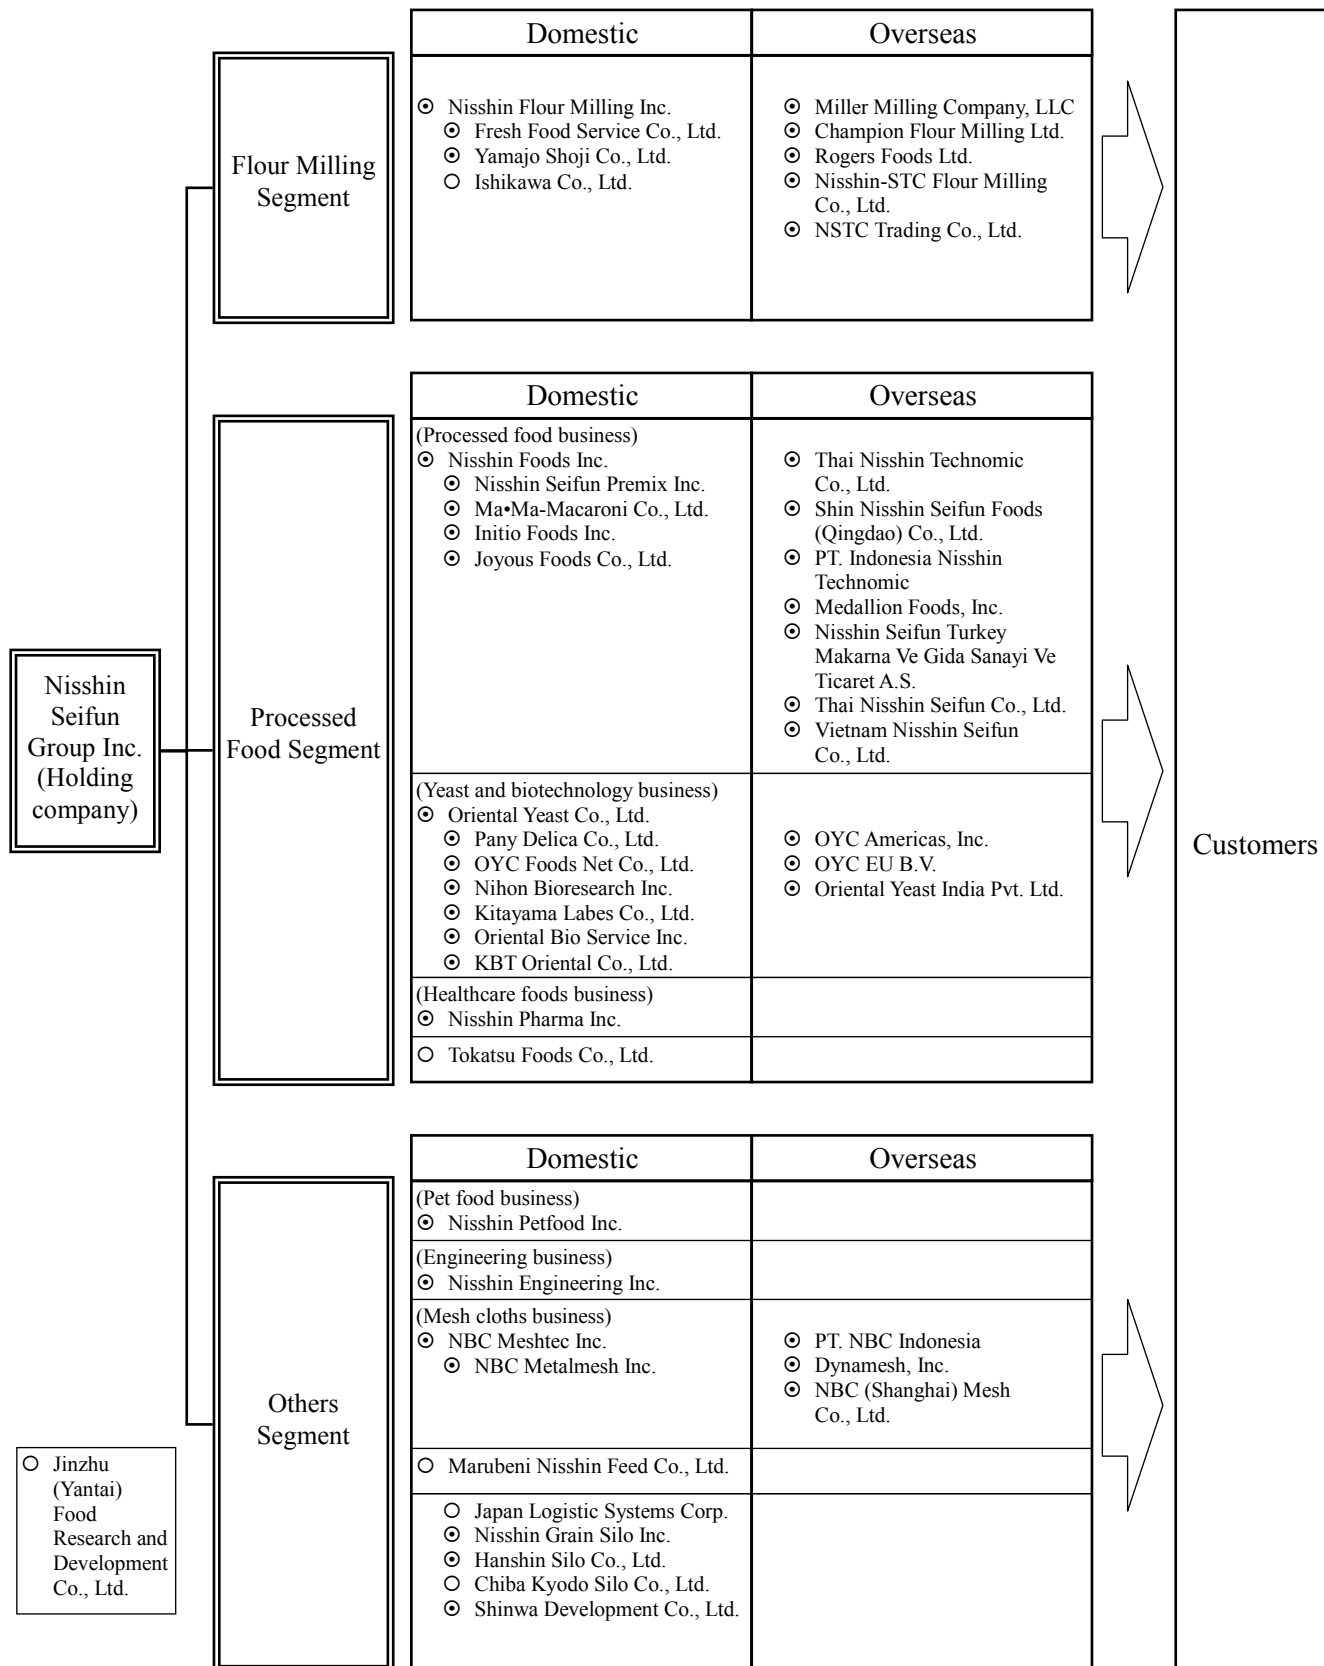 Nisshin
Seifun
Group Inc.
(Holding
company)
○ Jinzhu
(Yantai)
Food
Research and
Development
Co., Ltd.
Flour Milling
Segment
Domestic
Overseas
◉ Nisshin Flour Milling Inc.
◉ Fresh Food Service Co., Ltd.
◉ Yamajo Shoji Co., Ltd.
○ Ishikawa Co., Ltd.
◉ Miller Milling Company, LLC
◉ Champion Flour Milling Ltd.
◉ Rogers Foods Ltd.
◉ Nisshin-STC Flour Milling
Co., Ltd.
◉ NSTC Trading Co., Ltd.
Processed
Food Segment
Domestic
Overseas
(Processed food business)
◉ Nisshin Foods Inc.
◉ Nisshin Seifun Premix Inc.
◉ Ma•Ma-Macaroni Co., Ltd.
◉ Initio Foods Inc.
◉ Joyous Foods Co., Ltd.
◉ Thai Nisshin Technomic
Co., Ltd.
◉ Shin Nisshin Seifun Foods
(Qingdao) Co., Ltd.
◉ PT. Indonesia Nisshin
Technomic
◉ Medallion Foods, Inc.
◉ Nisshin Seifun Turkey
Makarna Ve Gida Sanayi Ve
Ticaret A.S.
◉ Thai Nisshin Seifun Co., Ltd.
◉ Vietnam Nisshin Seifun
Co., Ltd.
(Yeast and biotechnology business)
◉ Oriental Yeast Co., Ltd.
◉ Pany Delica Co., Ltd.
◉ OYC Foods Net Co., Ltd.
◉ Nihon Bioresearch Inc.
◉ Kitayama Labes Co., Ltd.
◉ Oriental Bio Service Inc.
◉ KBT Oriental Co., Ltd.
◉ OYC Americas, Inc.
◉ OYC EU B.V.
◉ Oriental Yeast India Pvt. Ltd.
(Healthcare foods business)
◉ Nisshin Pharma Inc.
○ Tokatsu Foods Co., Ltd.
Others
Segment
Domestic
Overseas
(Pet food business)
◉ Nisshin Petfood Inc.
(Engineering business)
◉ Nisshin Engineering Inc.
(Mesh cloths business)
◉ NBC Meshtec Inc.
◉ NBC Metalmesh Inc.
◉ PT. NBC Indonesia
◉ Dynamesh, Inc.
◉ NBC (Shanghai) Mesh
Co., Ltd.
○ Marubeni Nisshin Feed Co., Ltd.
○ Japan Logistic Systems Corp.
◉ Nisshin Grain Silo Inc.
◉ Hanshin Silo Co., Ltd.
○ Chiba Kyodo Silo Co., Ltd.
◉ Shinwa Development Co., Ltd.
Customers